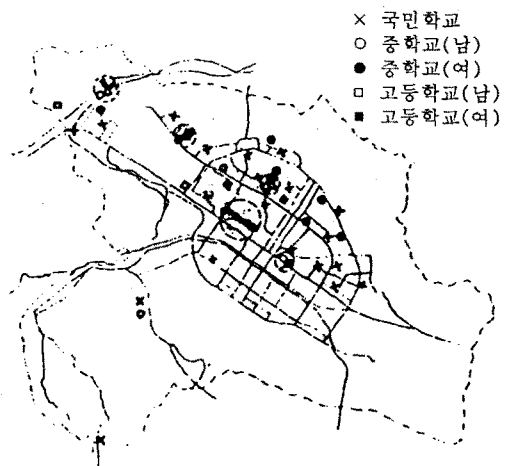 × 국민학교
○ 중학교(남)
● 중학교(여)
□ 고등학교(남)
■ 고등학교(여)